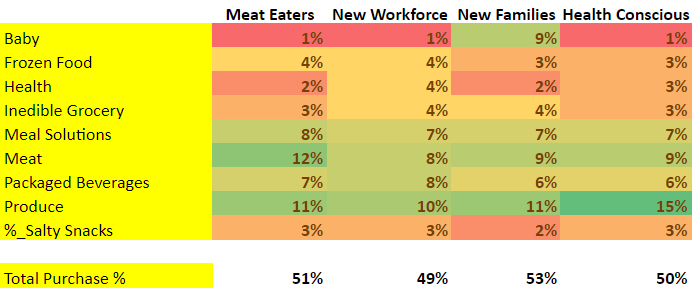 Meat Eaters New Workforce New Families Health Conscious
Baby 1% 1% 9% 1%
Frozen Food 4% 4% 3% 3%
Health 2% 4% 2% 3%
Inedible Grocery 3% 4% 4% 3%
Meal Solutions 8% 7% 7% 7%
Meat 12% 8% 9% 9%
Packaged Beverages 7% 8% 6% 6%
Produce 11% 10% 11% 15%
%_Salty Snacks 3% 3% 2% 3%
Total Purchase % 51% 49% 53% 50%